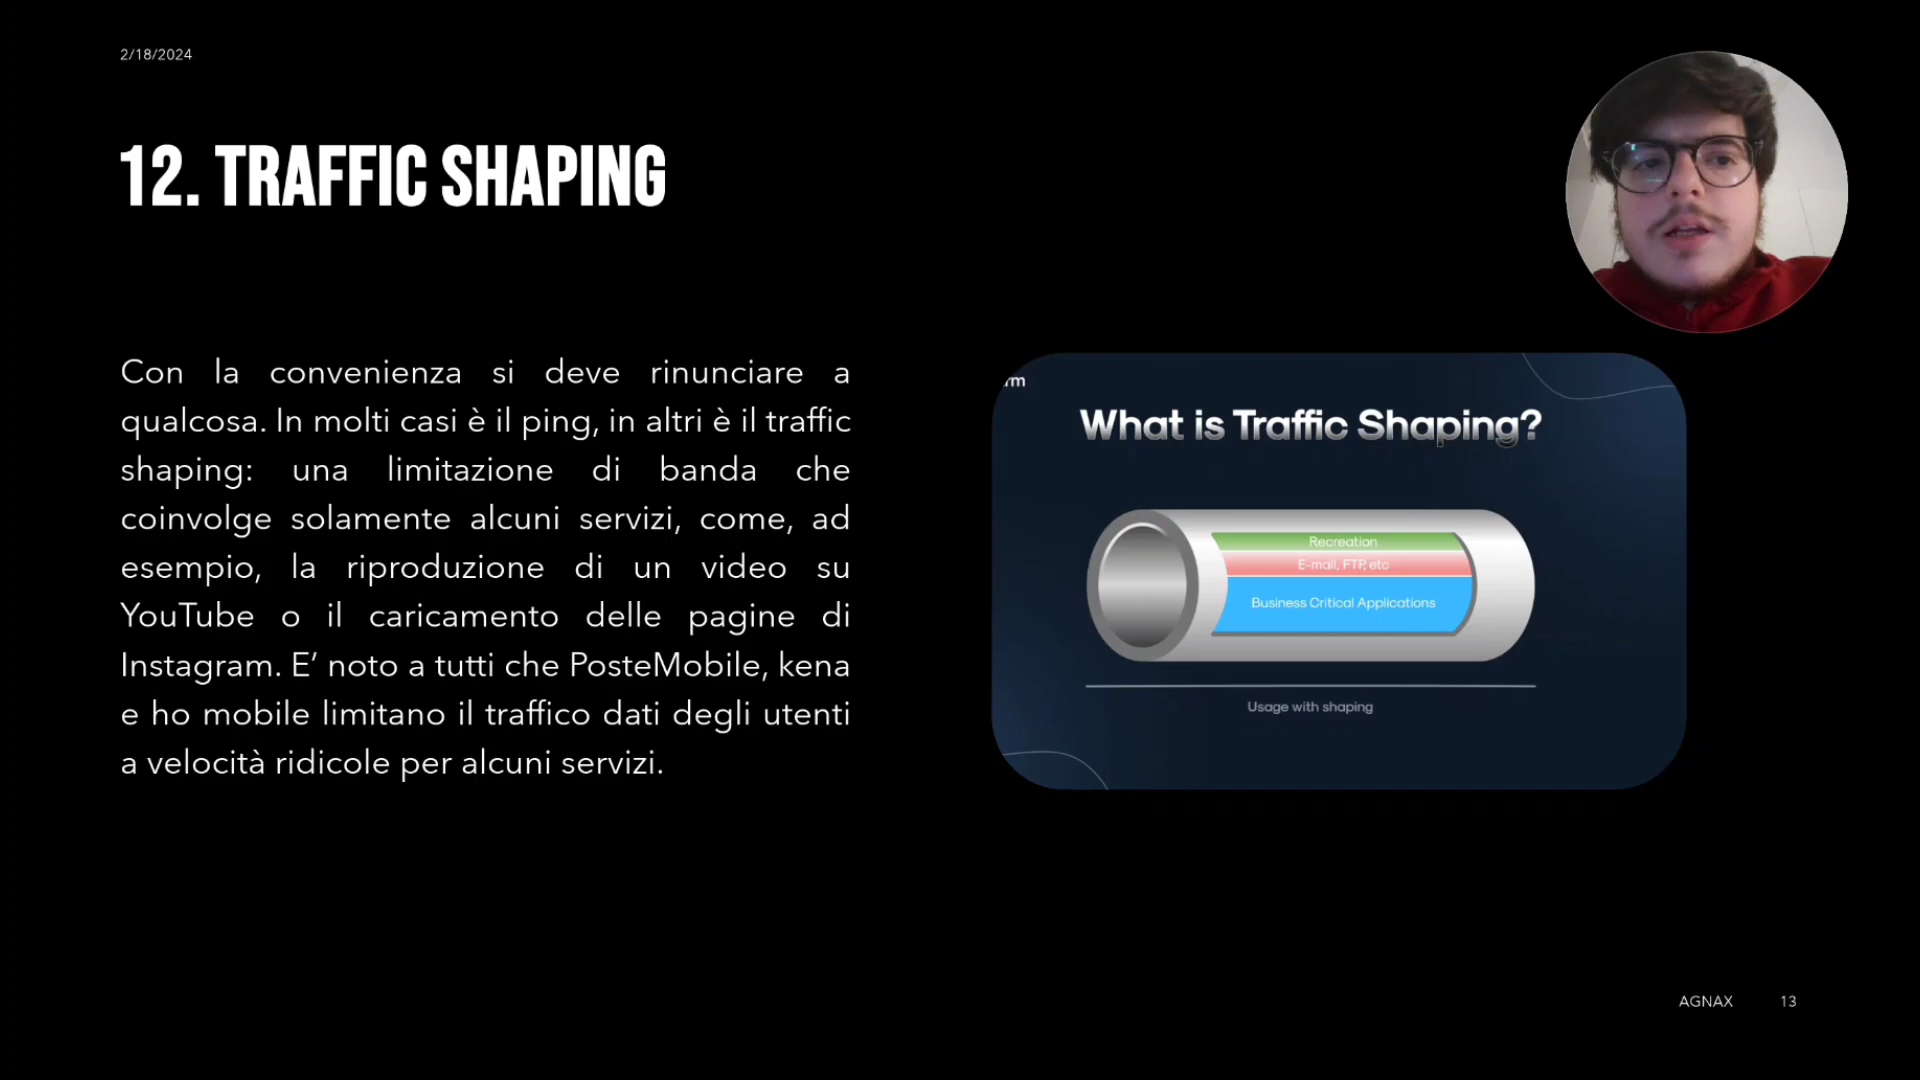 2/18/2024
12. TRAFFIC SHAPING
Con la convenienza si deve rinunciare a
qualcosa. In molti casi è il ping, in altri è il traffic
shaping: una limitazione di banda che
coinvolge solamente alcuni servizi, come, ad
esempio, la riproduzione di un video su
YouTube o il caricamento delle pagine di
Instagram. E’ noto a tutti che PosteMobile, kena
e ho mobile limitano il traffico dati degli utenti
a velocità ridicole per alcuni servizi.
What is Traffic Shaping?
Recreation
E-mail, FTP, etc
Business Critical Applications
Usage with shaping
AGNAX 13